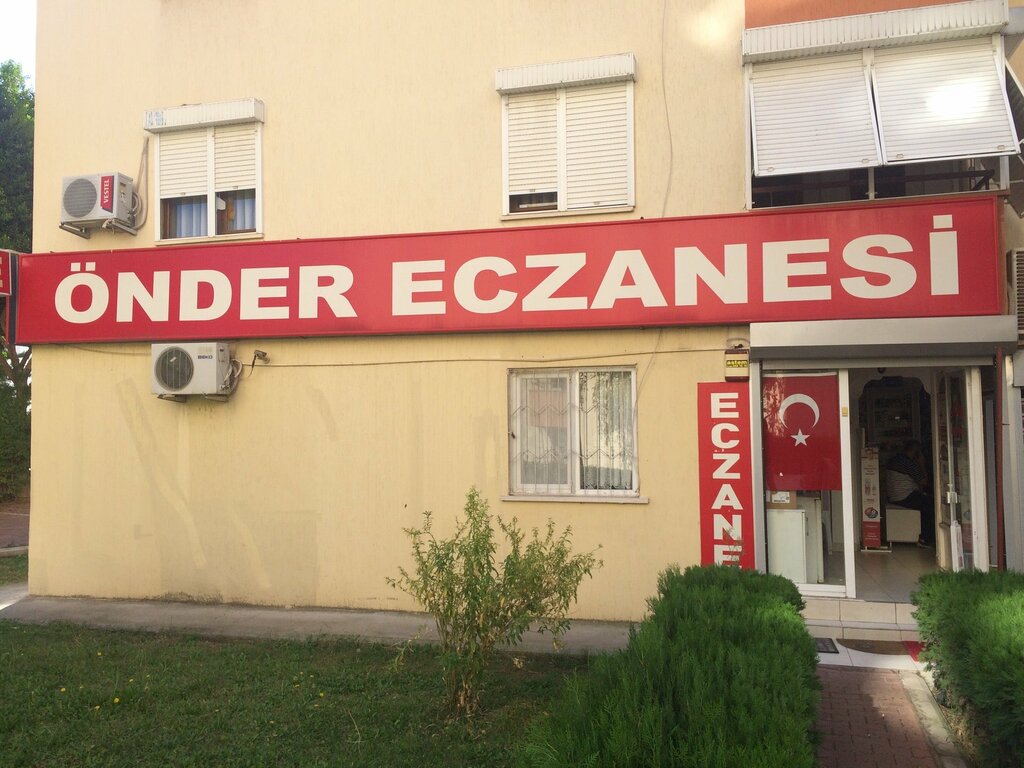 ÖNDER ECZANESİ
ECZANE
VESTEL
BEKO